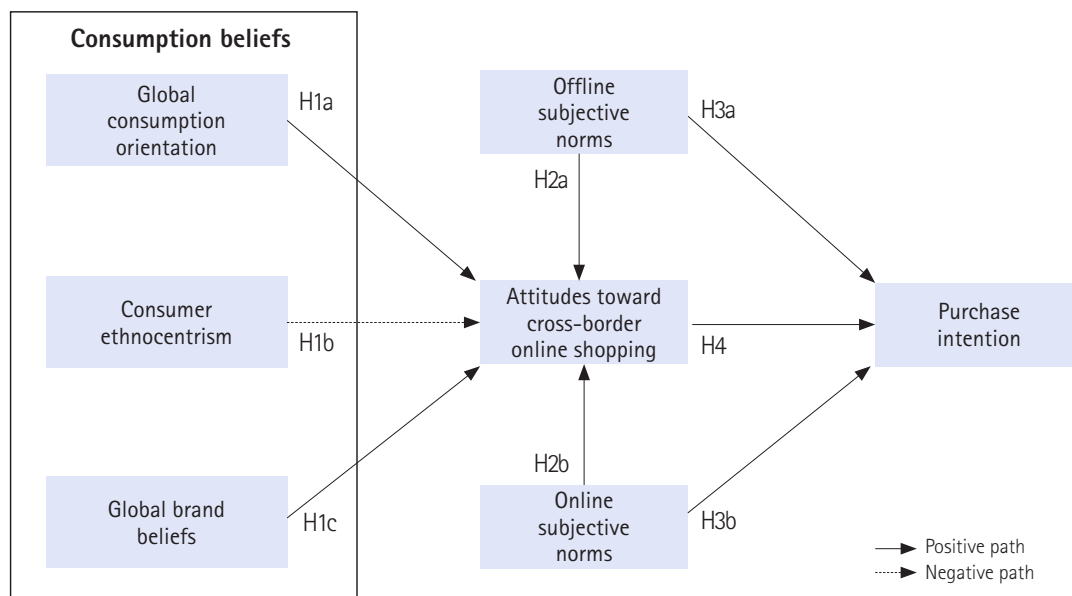 Consumption beliefs
Global
consumption
orientation
H1a
Consumer
ethnocentrism
H1b
Global brand
beliefs
H1c
Offline
subjective
norms
H2a
H3a
Attitudes toward
cross-border
online shopping
H4
Purchase
intention
H2b
Online
subjective
norms
H3b
Positive path
Negative path